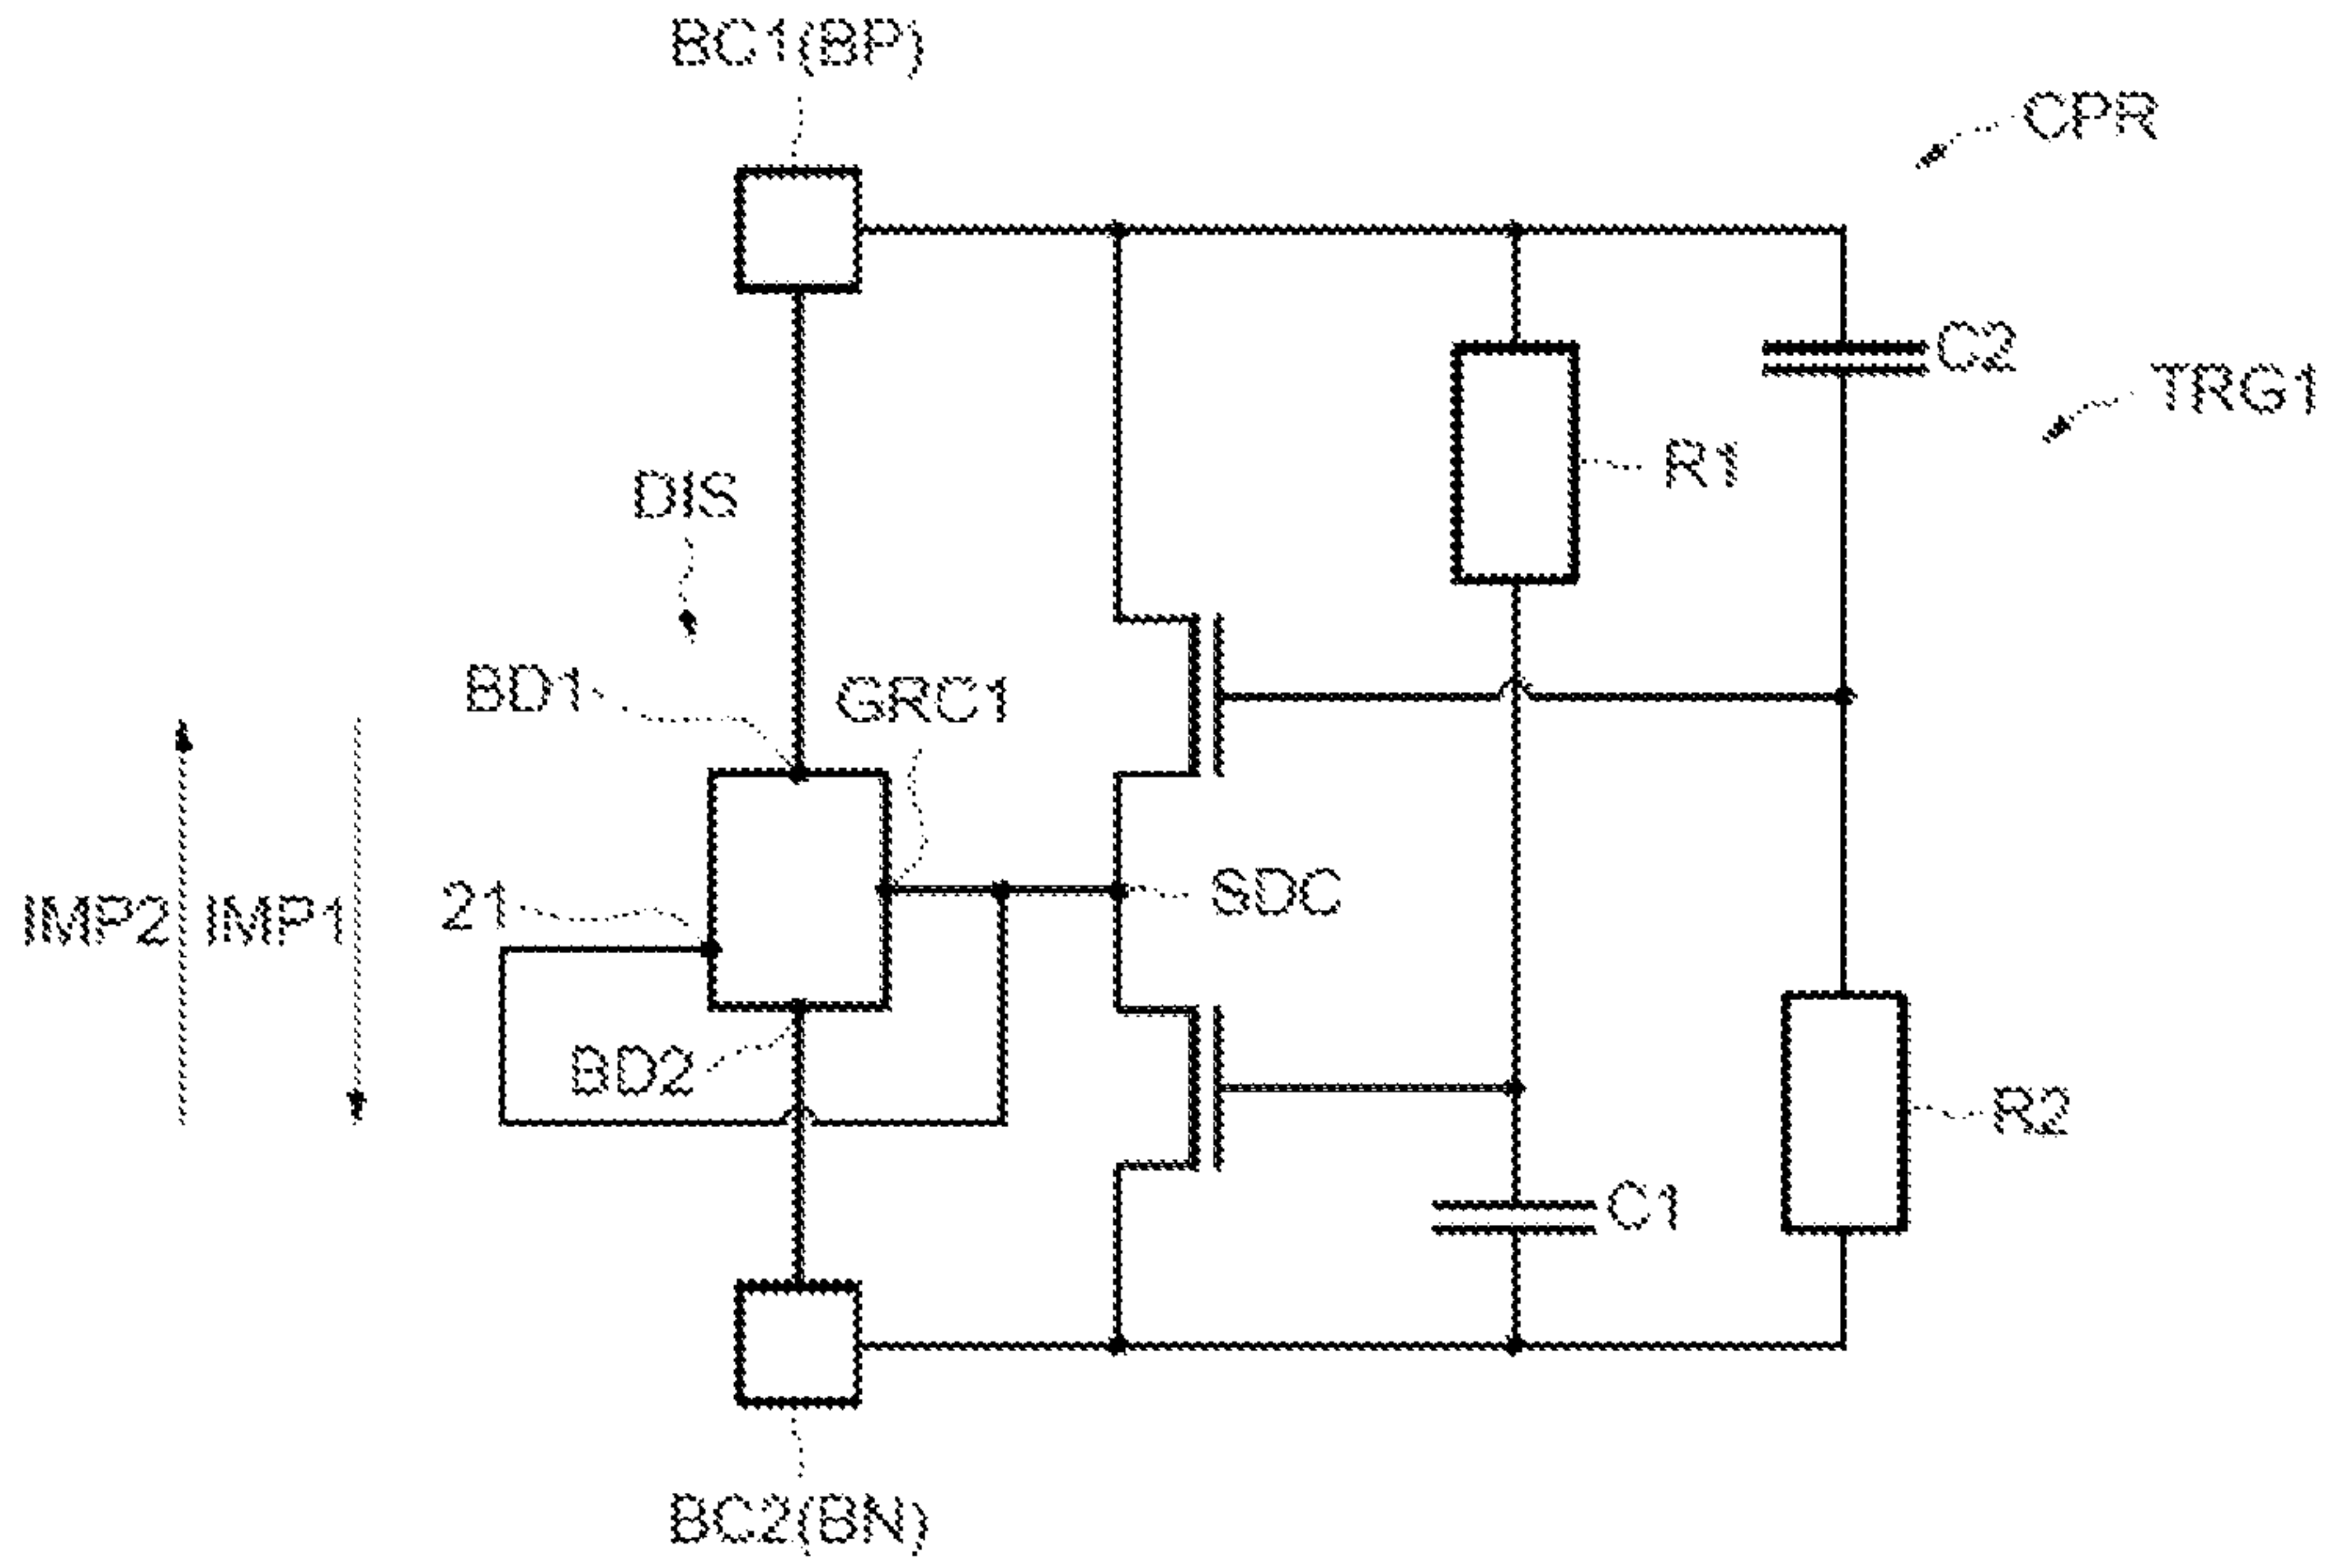 BC1(BP)
CPR
C2
TRG1
R1
DIS
BD1
GRC1
IMP2
IMP1
21
SDC
BD2
R2
C1
BC2(BN)